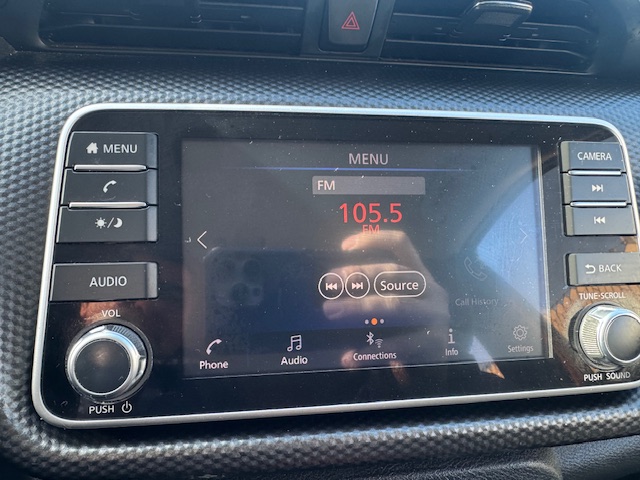 MENU
CAMERA
MENU
FM
105.5
FM
Source
Call History
AUDIO
BACK
VOL
TUNE·SCROLL
Phone
Audio
Connections
Info
Settings
PUSH
PUSH SOUND